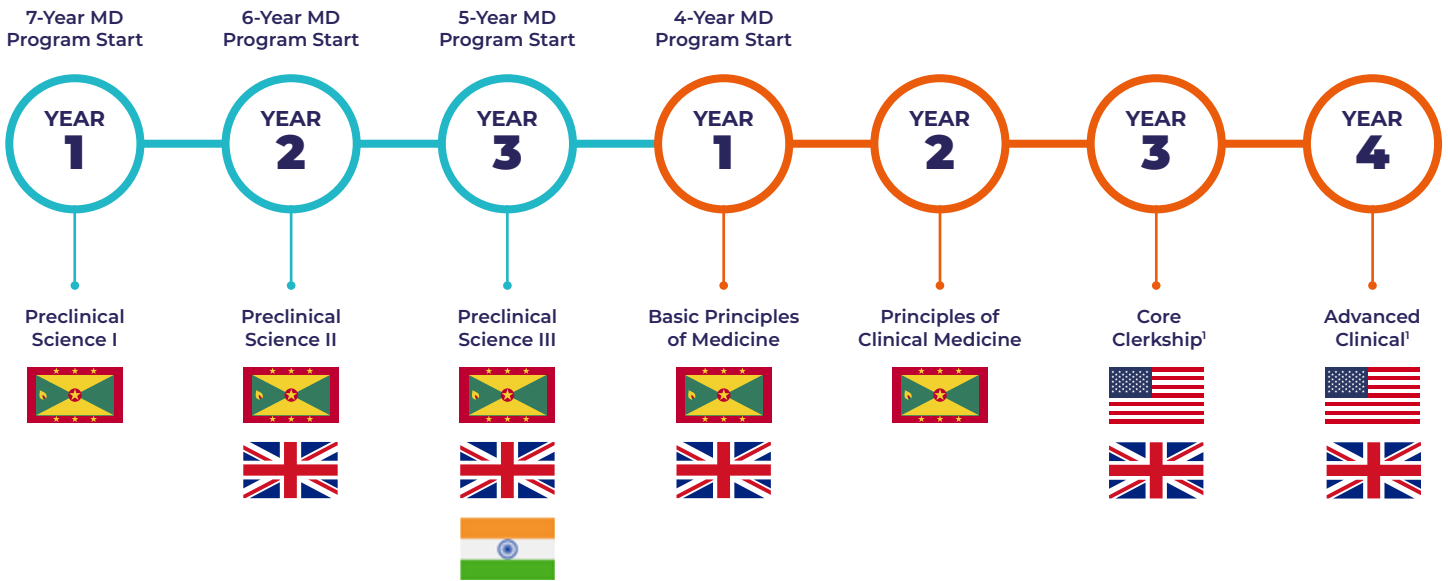 7-Year MD
Program Start
6-Year MD
Program Start
5-Year MD
Program Start
4-Year MD
Program Start
YEAR
1
YEAR
2
YEAR
3
YEAR
1
YEAR
2
YEAR
3
YEAR
4
Preclinical
Science I
Preclinical
Science II
Preclinical
Science III
Basic Principles
of Medicine
Principles of
Clinical Medicine
Core
Clerkship¹
Advanced
Clinical¹